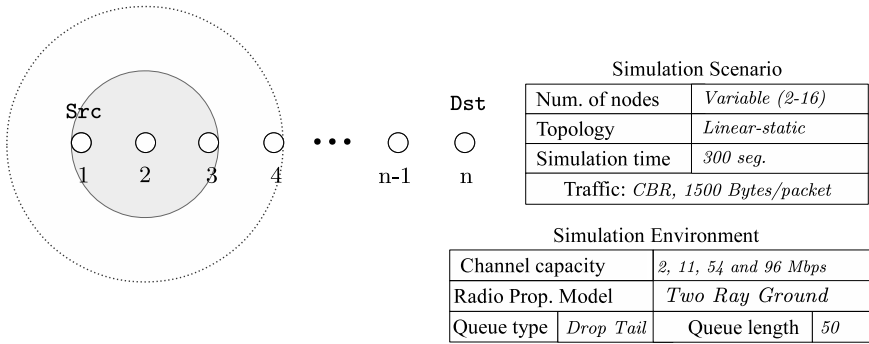 Src
Dst
1 2 3 4 ••• n-1 n
Simulation Scenario
Num. of nodes Variable (2-16)
Topology Linear-static
Simulation time 300 seg.
Traffic: CBR, 1500 Bytes/packet
Simulation Environment
Channel capacity 2, 11, 54 and 96 Mbps
Radio Prop. Model Two Ray Ground
Queue type Drop Tail Queue length 50